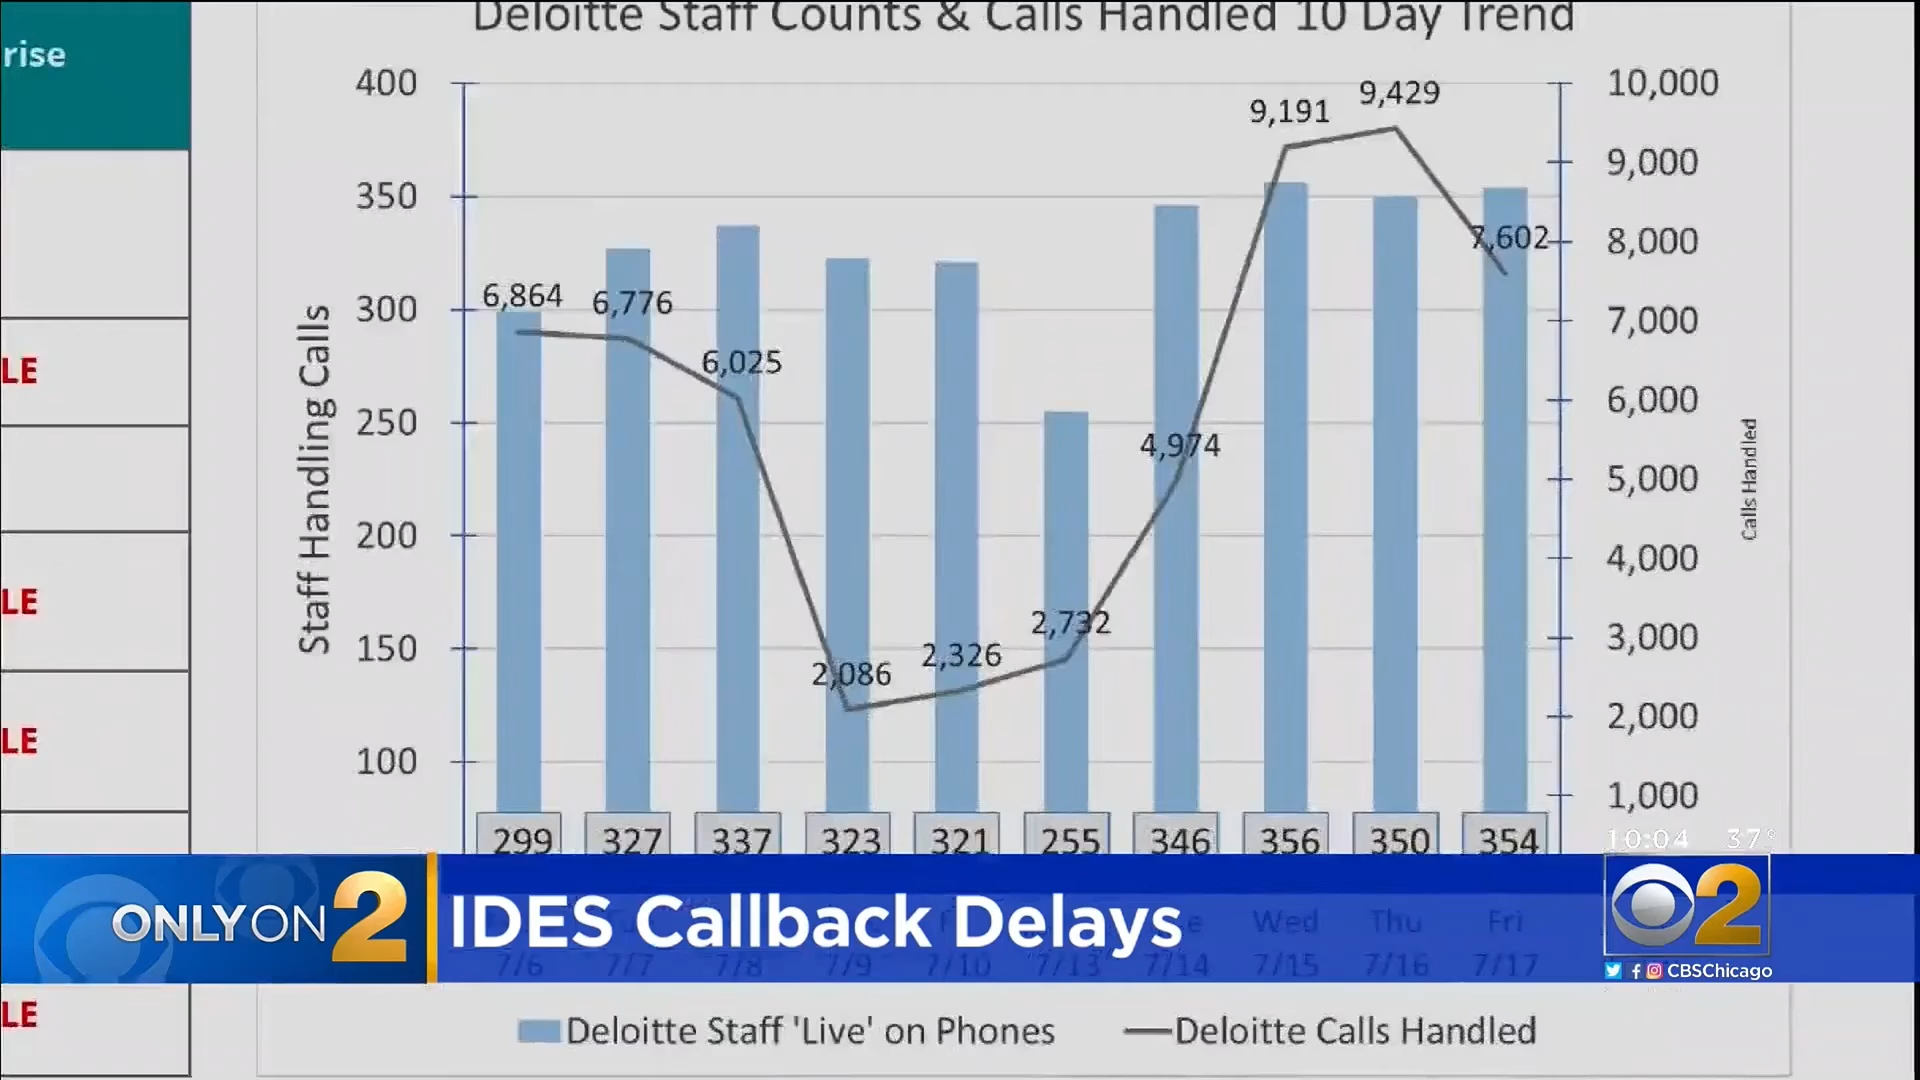 Deloitte Staff Counts & Calls Handled 10 Day Trend
rise
LE
LE
LE
LE
400
350
300
250
200
150
100
Staff Handling Calls
10,000
9,000
8,000
7,000
6,000
5,000
4,000
3,000
2,000
1,000
Calls Handled
6,864
6,776
6,025
2,086
2,326
2,732
4,974
9,191
9,429
7,602
299 327 337 323 321 255 346 356 350 354
10:04 37°
ONLY ON 2
IDES Callback Delays
Wed Thu Fri
7/6 7/7 7/8 7/9 7/10 7/13 7/14 7/15 7/16 7/17
2
CBSChicago
Deloitte Staff 'Live' on Phones
Deloitte Calls Handled